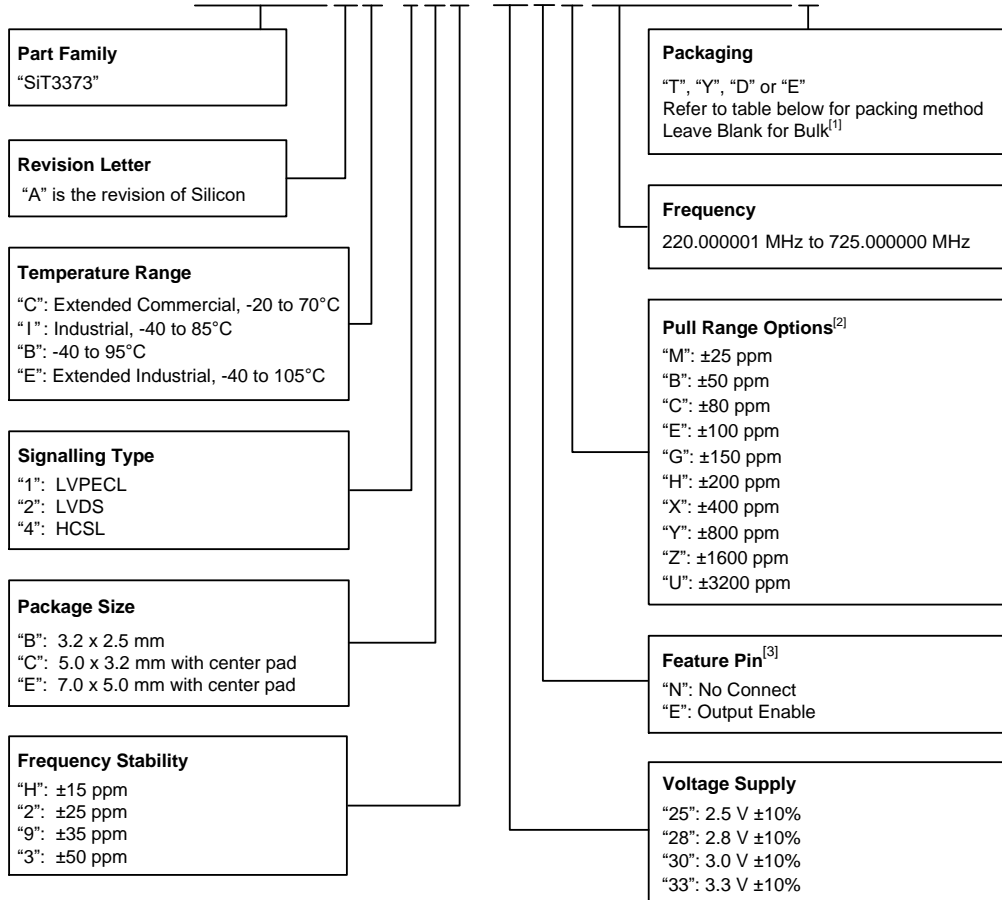 Part Family
“SiT3373”
Revision Letter
“A” is the revision of Silicon
Temperature Range
“C”: Extended Commercial, -20 to 70°C
“I”: Industrial, -40 to 85°C
“B”: -40 to 95°C
“E”: Extended Industrial, -40 to 105°C
Signalling Type
“1”: LVPECL
“2”: LVDS
“4”: HCSL
Package Size
“B”: 3.2 x 2.5 mm
“C”: 5.0 x 3.2 mm with center pad
“E”: 7.0 x 5.0 mm with center pad
Frequency Stability
“H”: ±15 ppm
“2”: ±25 ppm
“9”: ±35 ppm
“3”: ±50 ppm
Packaging
“T”, “Y”, “D” or “E”
Refer to table below for packing method
Leave Blank for Bulk[1]
Frequency
220.000001 MHz to 725.000000 MHz
Pull Range Options[2]
“M”: ±25 ppm
“B”: ±50 ppm
“C”: ±80 ppm
“E”: ±100 ppm
“G”: ±150 ppm
“H”: ±200 ppm
“X”: ±400 ppm
“Y”: ±800 ppm
“Z”: ±1600 ppm
“U”: ±3200 ppm
Feature Pin[3]
“N”: No Connect
“E”: Output Enable
Voltage Supply
“25”: 2.5 V ±10%
“28”: 2.8 V ±10%
“30”: 3.0 V ±10%
“33”: 3.3 V ±10%